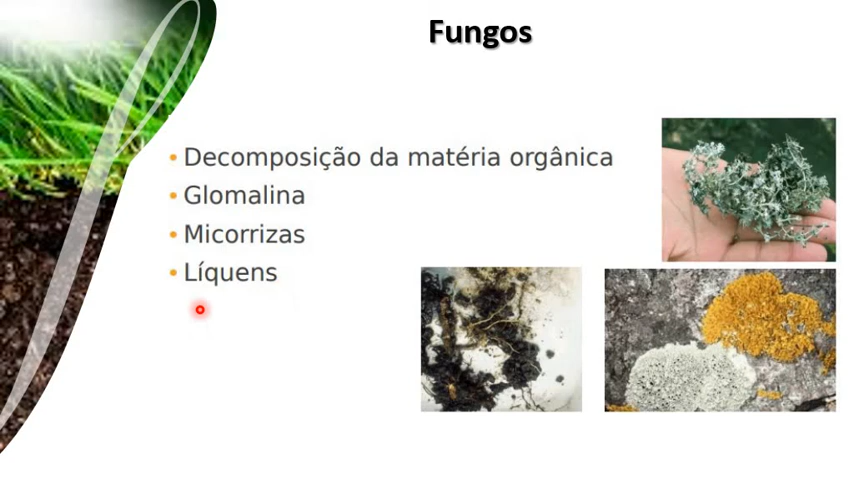 Fungos
• Decomposição da matéria orgânica
• Glomalina
• Micorrizas
• Líquens